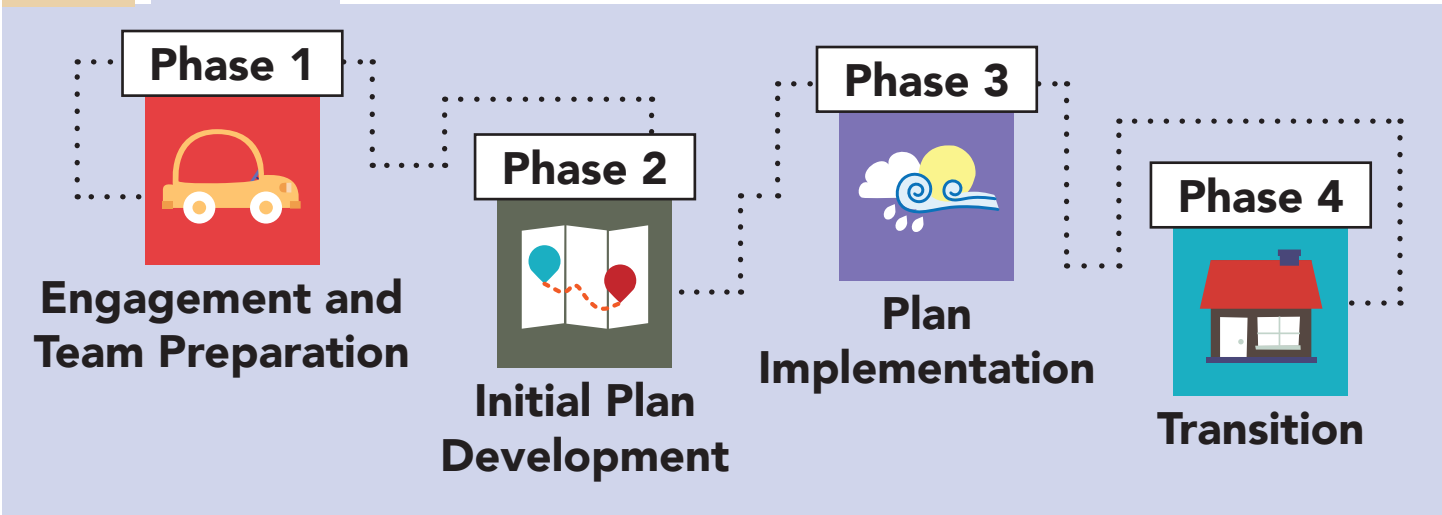 Phase 1
Engagement and
Team Preparation
Phase 2
Initial Plan
Development
Phase 3
Plan
Implementation
Phase 4
Transition